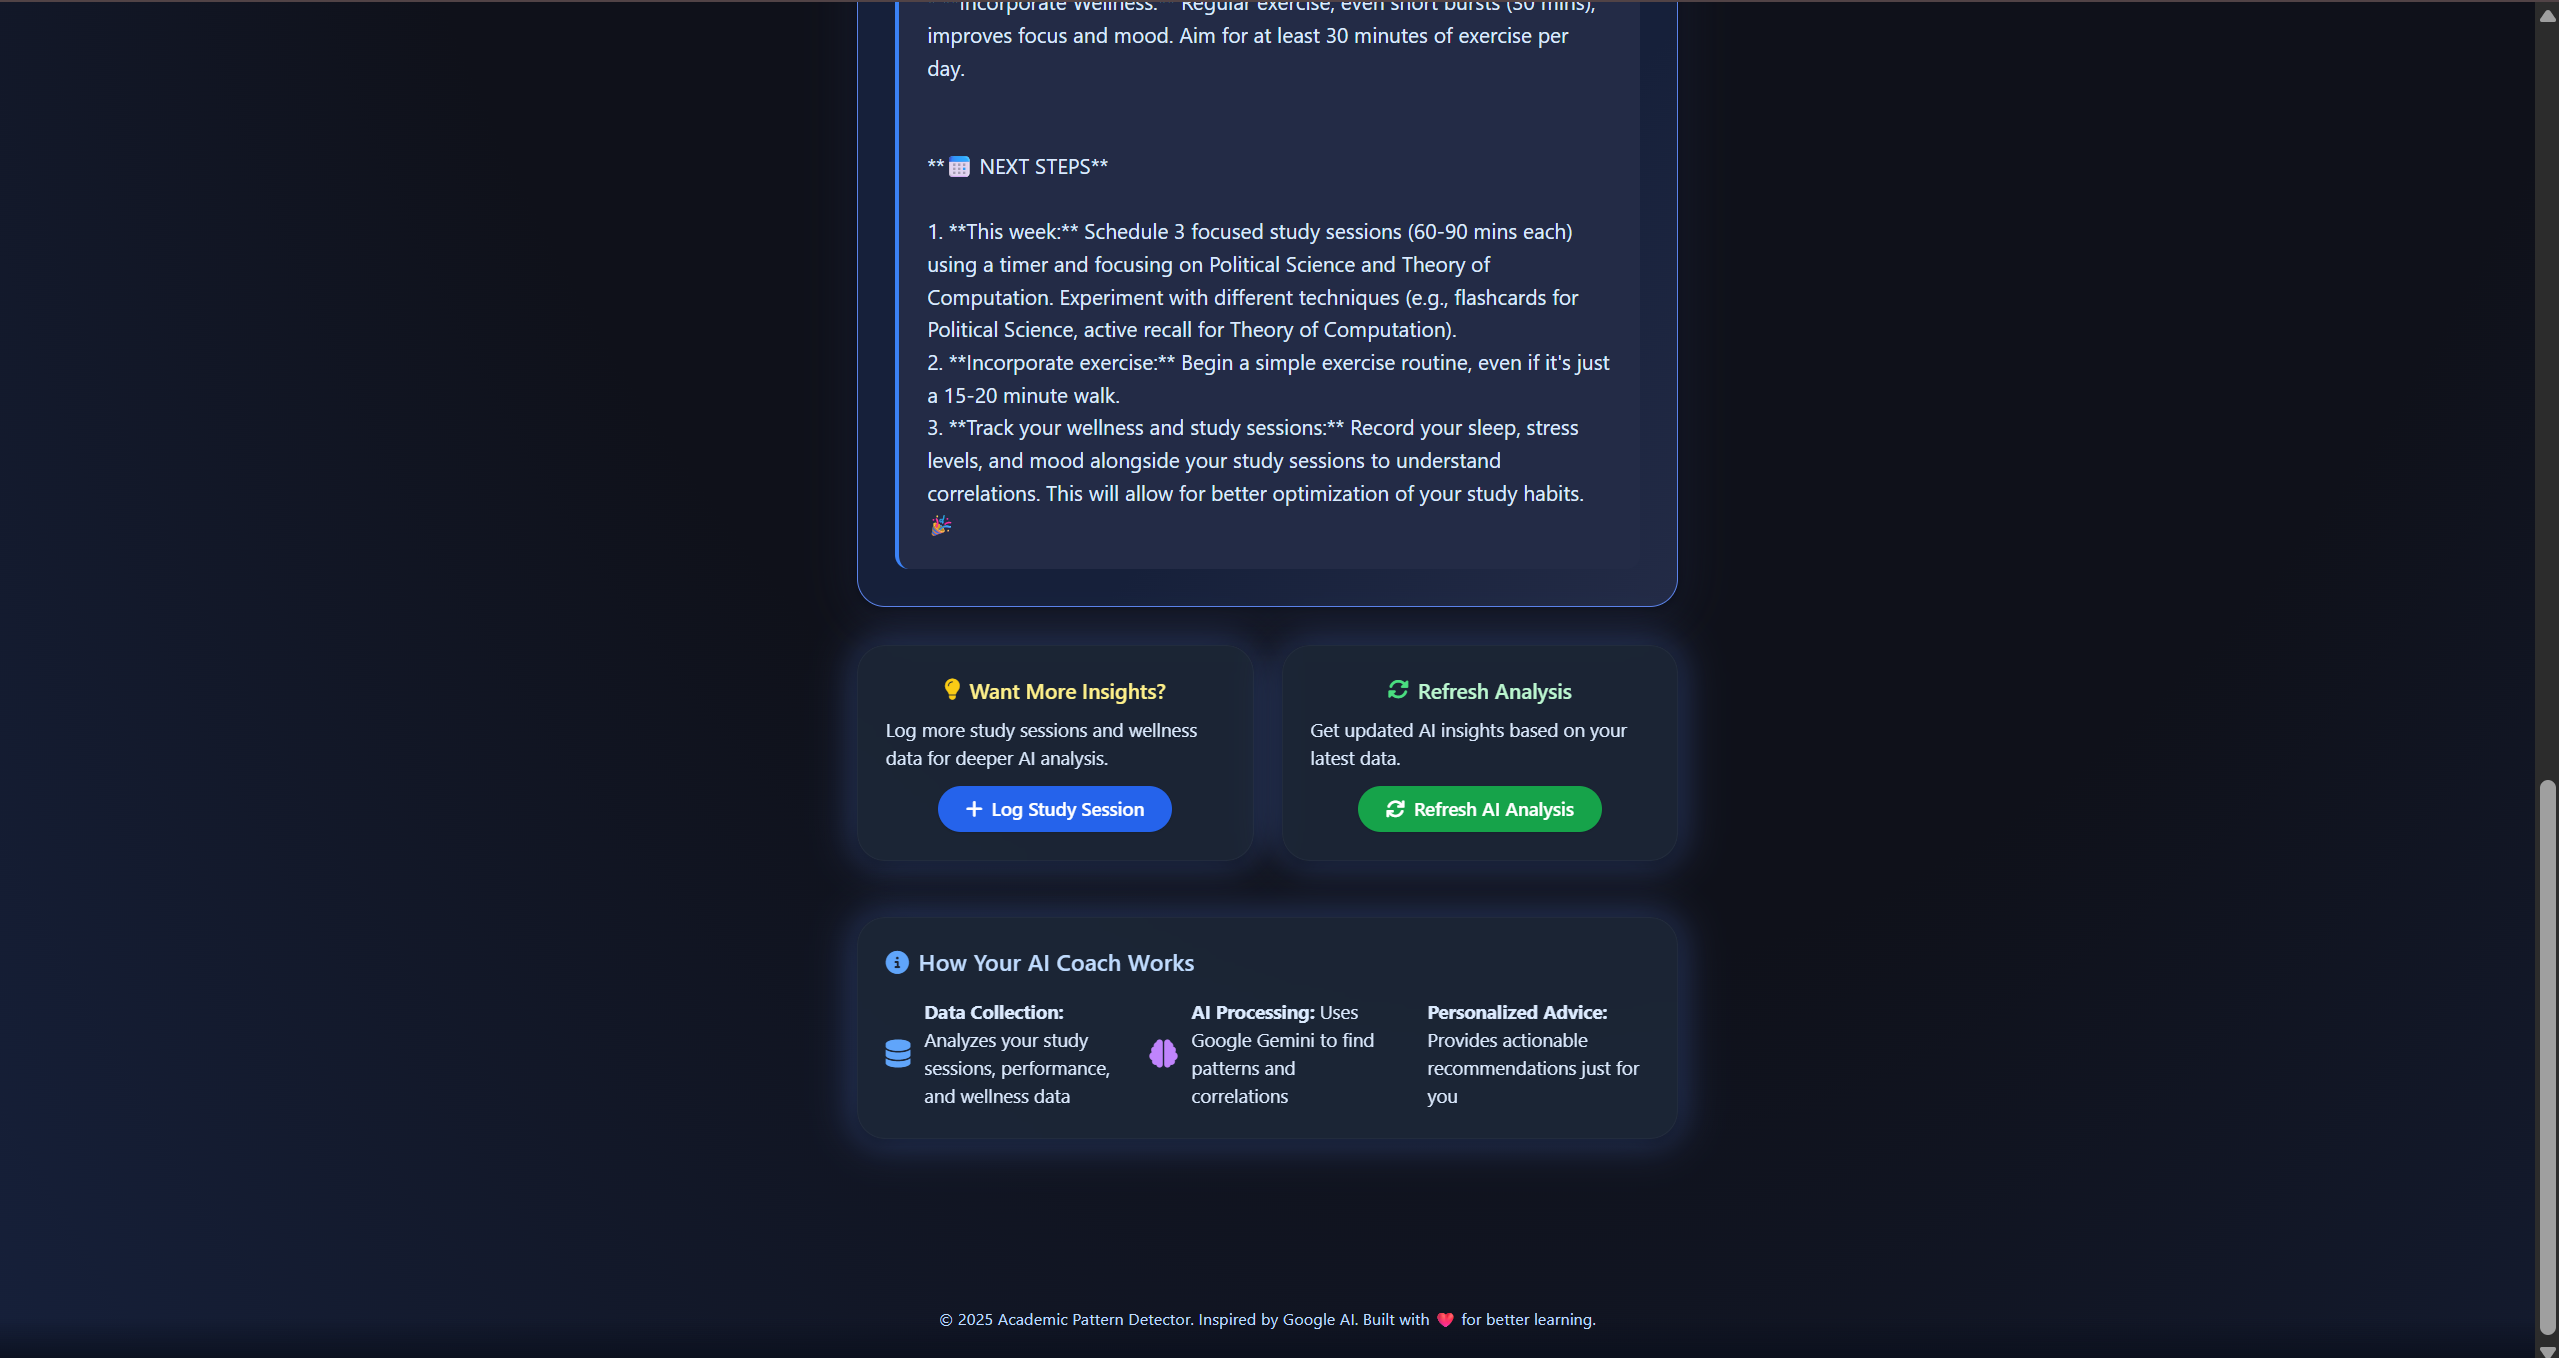 Incorporate Wellness:** Regular exercise, even short bursts (30 mins),
improves focus and mood. Aim for at least 30 minutes of exercise per
day.
**📅 NEXT STEPS**
1. **This week:** Schedule 3 focused study sessions (60-90 mins each)
using a timer and focusing on Political Science and Theory of
Computation. Experiment with different techniques (e.g., flashcards for
Political Science, active recall for Theory of Computation).
2. **Incorporate exercise:** Begin a simple exercise routine, even if it's just
a 15-20 minute walk.
3. **Track your wellness and study sessions:** Record your sleep, stress
levels, and mood alongside your study sessions to understand
correlations. This will allow for better optimization of your study habits.
🎉
Want More Insights?
Log more study sessions and wellness
data for deeper AI analysis.
+ Log Study Session
Refresh Analysis
Get updated AI insights based on your
latest data.
Refresh AI Analysis
How Your AI Coach Works
Data Collection:
Analyzes your study
sessions, performance,
and wellness data
AI Processing: Uses
Google Gemini to find
patterns and
correlations
Personalized Advice:
Provides actionable
recommendations just for
you
© 2025 Academic Pattern Detector. Inspired by Google AI. Built with ❤️ for better learning.